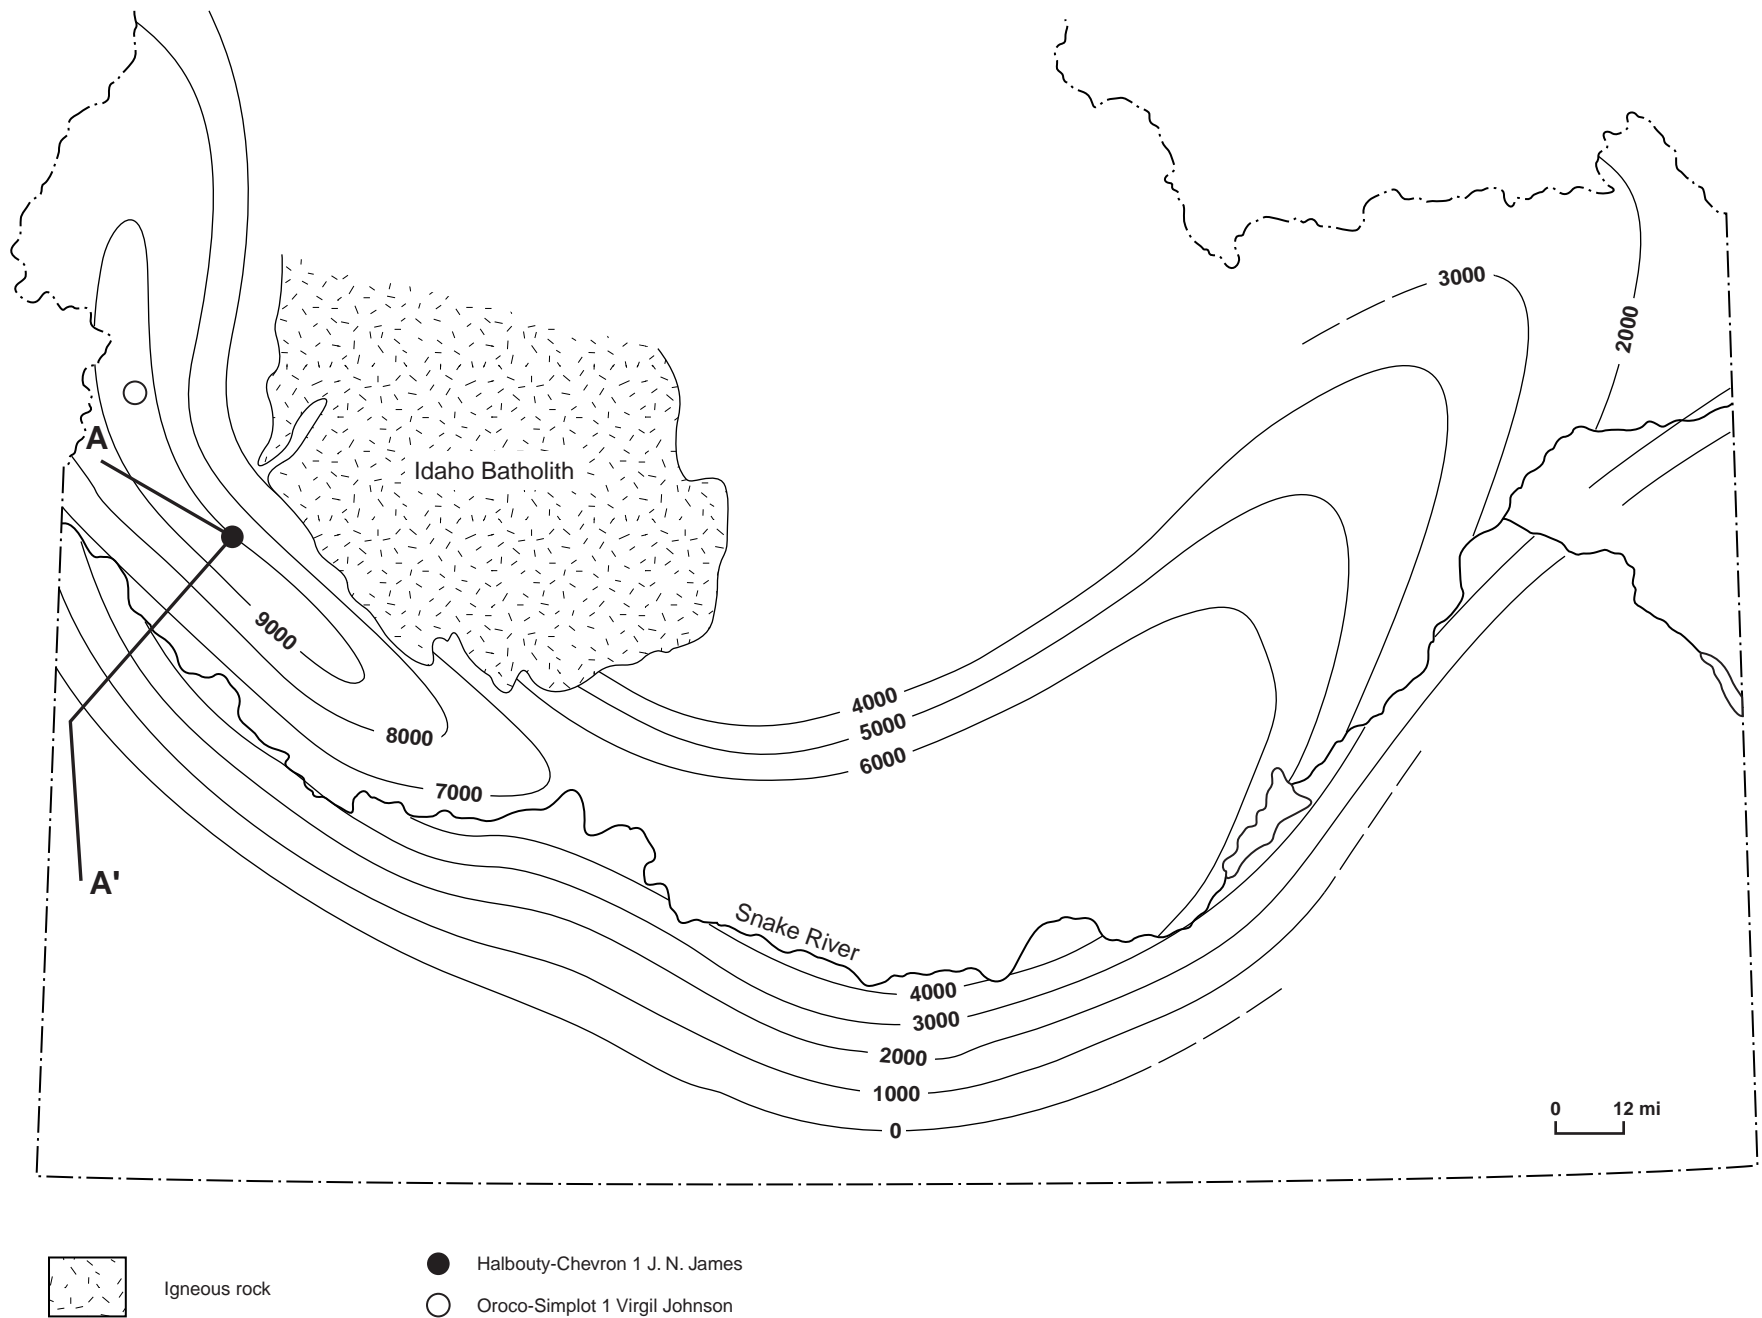 3000
2000
A
Idaho Batholith
9000
4000
5000
6000
8000
7000
A'
Snake River
4000
3000
2000
1000
0
0 12 mi
Igneous rock
Halbouty-Chevron 1 J. N. James
Oroco-Simplot 1 Virgil Johnson